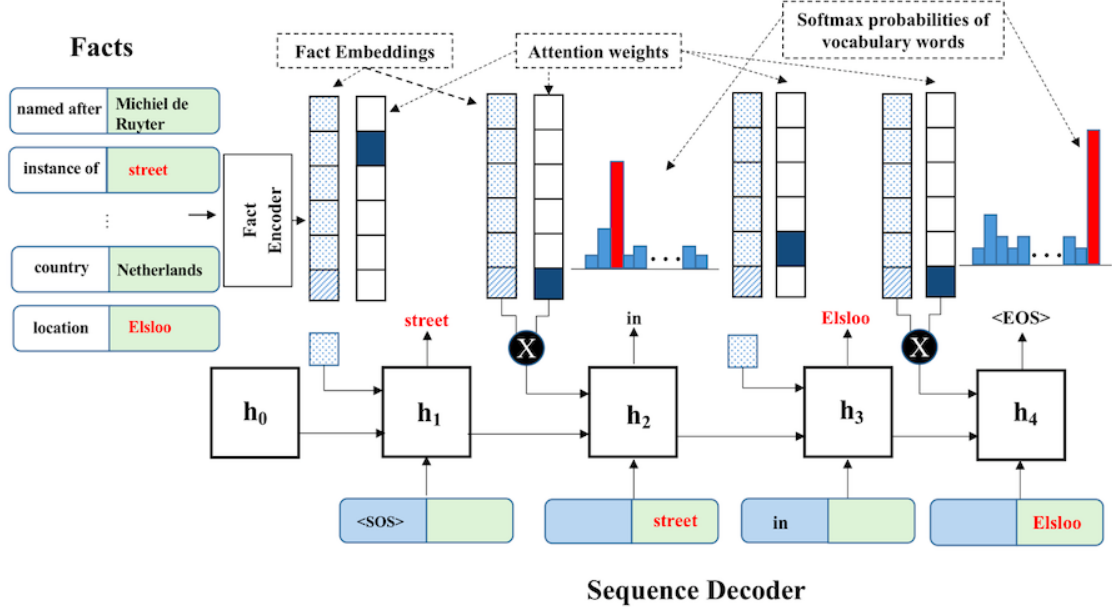 Facts
named after
Michiel de
Ruyter
instance of
street
⋮
country
Netherlands
location
Elsloo
Fact
Encoder
Fact Embeddings
Attention weights
Softmax probabilities of
vocabulary words
• • •
• • •
street
in
Elsloo
<EOS>
X
X
h0
h1
h2
h3
h4
<SOS>
street
in
Elsloo
Sequence Decoder